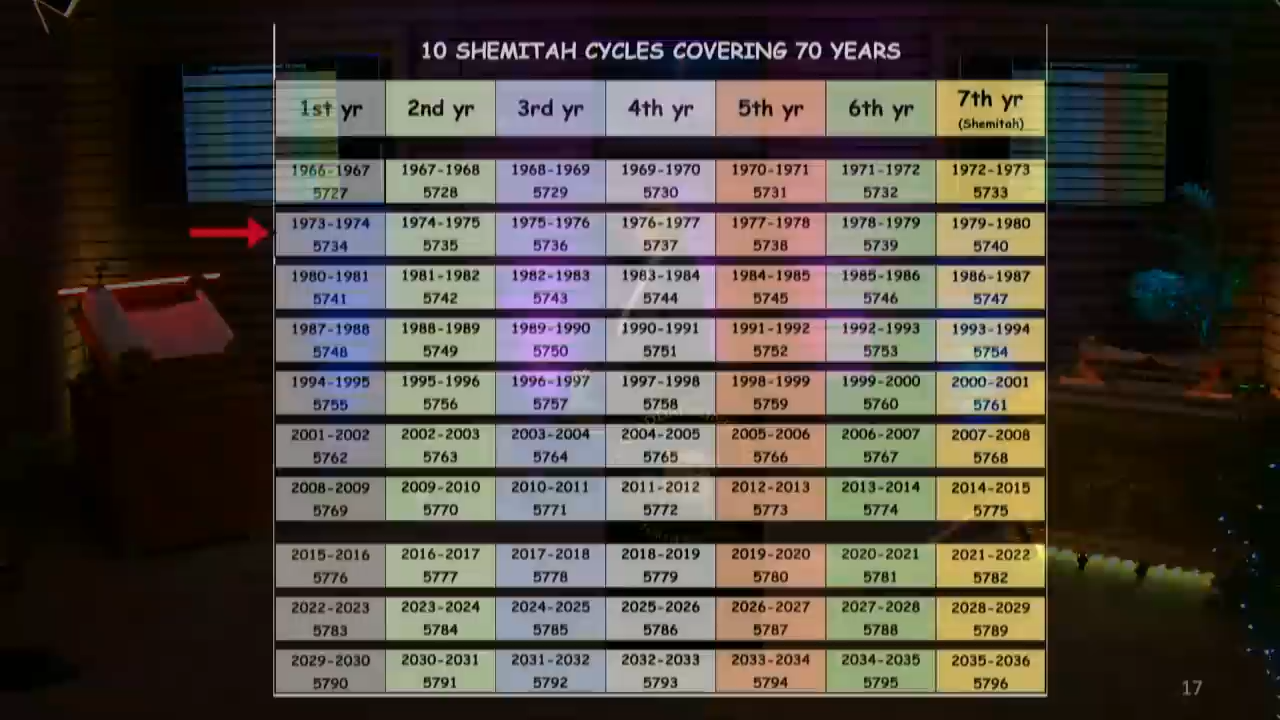 10 SHEMITAH CYCLES COVERING 70 YEARS
1st yr 2nd yr 3rd yr 4th yr 5th yr 6th yr 7th yr
(Shemitah)
1966-1967 1967-1968 1968-1969 1969-1970 1970-1971 1971-1972 1972-1973
5727 5728 5729 5730 5731 5732 5733
1973-1974 1974-1975 1975-1976 1976-1977 1977-1978 1978-1979 1979-1980
5734 5735 5736 5737 5738 5739 5740
1980-1981 1981-1982 1982-1983 1983-1984 1984-1985 1985-1986 1986-1987
5741 5742 5743 5744 5745 5746 5747
1987-1988 1988-1989 1989-1990 1990-1991 1991-1992 1992-1993 1993-1994
5748 5749 5750 5751 5752 5753 5754
1994-1995 1995-1996 1996-1997 1997-1998 1998-1999 1999-2000 2000-2001
5755 5756 5757 5758 5759 5760 5761
2001-2002 2002-2003 2003-2004 2004-2005 2005-2006 2006-2007 2007-2008
5762 5763 5764 5765 5766 5767 5768
2008-2009 2009-2010 2010-2011 2011-2012 2012-2013 2013-2014 2014-2015
5769 5770 5771 5772 5773 5774 5775
2015-2016 2016-2017 2017-2018 2018-2019 2019-2020 2020-2021 2021-2022
5776 5777 5778 5779 5780 5781 5782
2022-2023 2023-2024 2024-2025 2025-2026 2026-2027 2027-2028 2028-2029
5783 5784 5785 5786 5787 5788 5789
2029-2030 2030-2031 2031-2032 2032-2033 2033-2034 2034-2035 2035-2036
5790 5791 5792 5793 5794 5795 5796
17